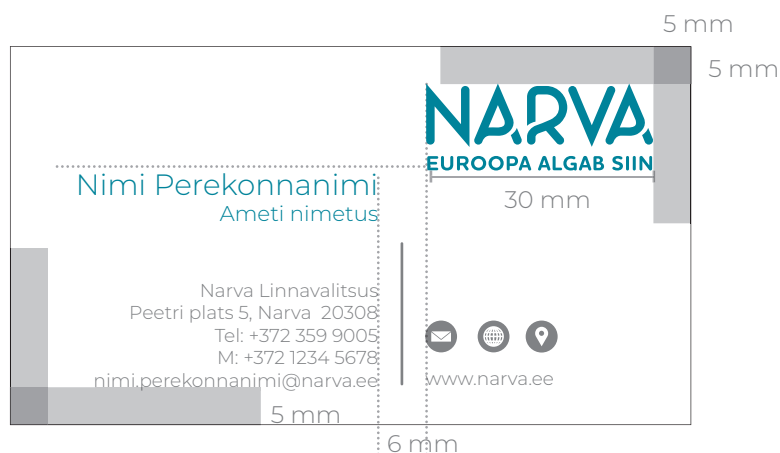 5 mm
5 mm
NARVA
EUROOPA ALGAB SIIN
30 mm
Nimi Perekonnanimi
Ameti nimetus
Narva Linnavalitsus
Peetri plats 5, Narva  20308
Tel: +372 359 9005
M: +372 1234 5678
nimi.perekonnanimi@narva.ee
www.narva.ee
5 mm
6 mm